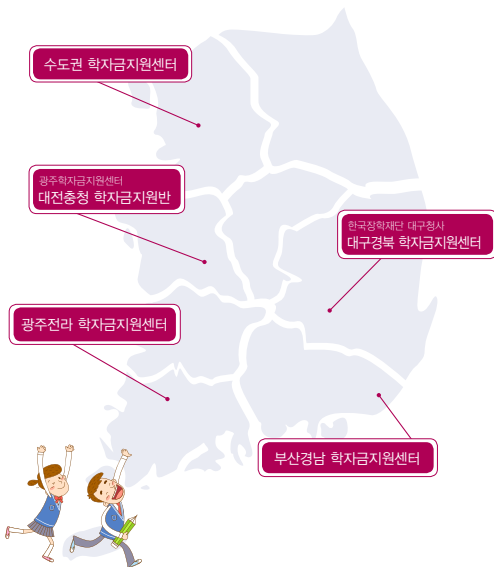 수도권 학자금지원센터
광주학자금지원센터
대전충청 학자금지원반
한국장학재단 대구청사
대구경북 학자금지원센터
광주전라 학자금지원센터
부산경남 학자금지원센터